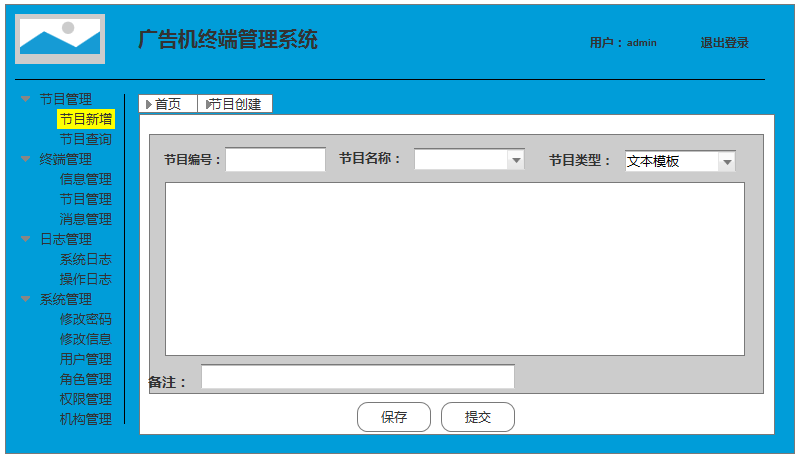 广告机终端管理系统
用户：admin
退出登录
节目管理
节目新增
节目查询
终端管理
信息管理
节目管理
消息管理
日志管理
系统日志
操作日志
系统管理
修改密码
修改信息
用户管理
角色管理
权限管理
机构管理
首页
节目创建
节目编号：
节目名称：
节目类型：
文本模板
备注：
保存
提交